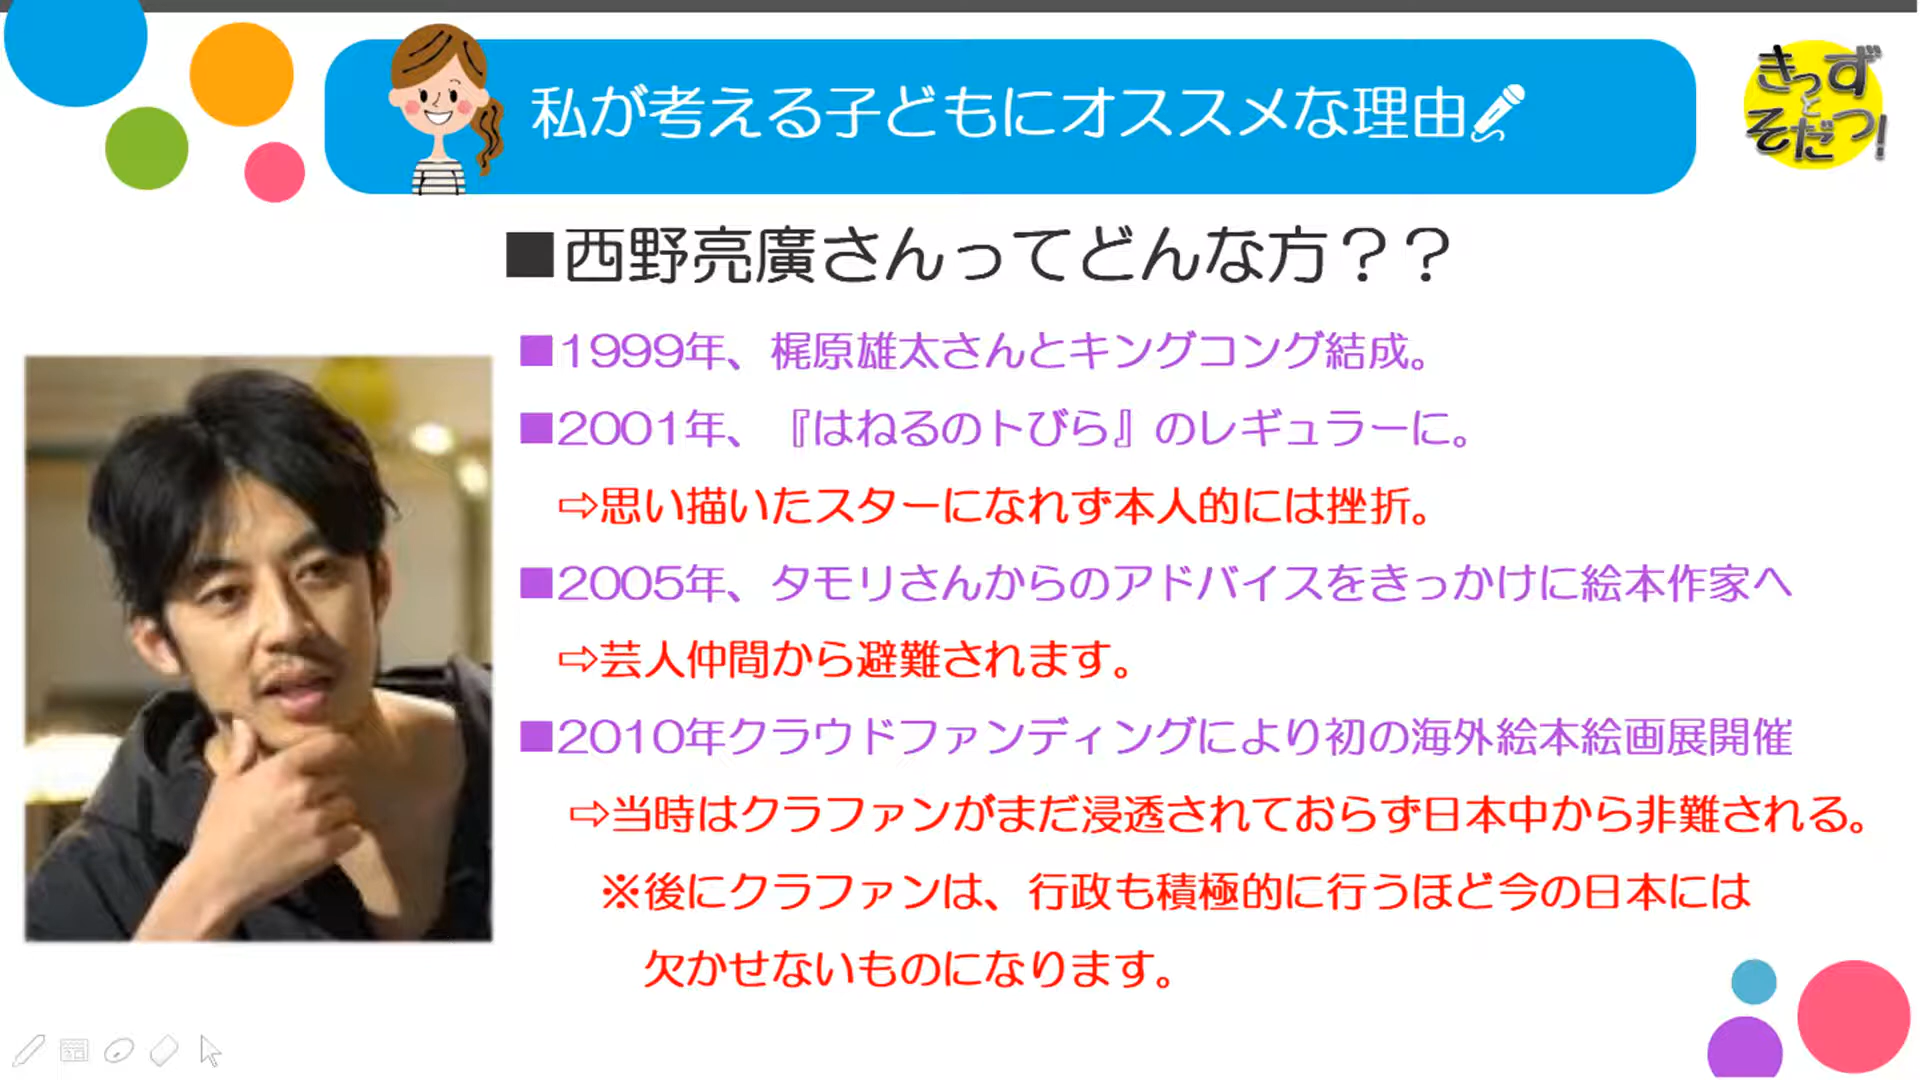 私が考える子どもにオススメな理由
きっず
と
そだつ!
■西野亮廣さんってどんな方？？
■1999年、梶原雄太さんとキングコング結成。
■2001年、『はねるのトびら』のレギュラーに。
⇨思い描いたスターになれず本人的には挫折。
■2005年、タモリさんからのアドバイスをきっかけに絵本作家へ
⇨芸人仲間から避難されます。
■2010年クラウドファンディングにより初の海外絵本絵画展開催
⇨当時はクラファンがまだ浸透されておらず日本中から非難される。
※後にクラファンは、行政も積極的に行うほど今の日本には
欠かせないものになります。